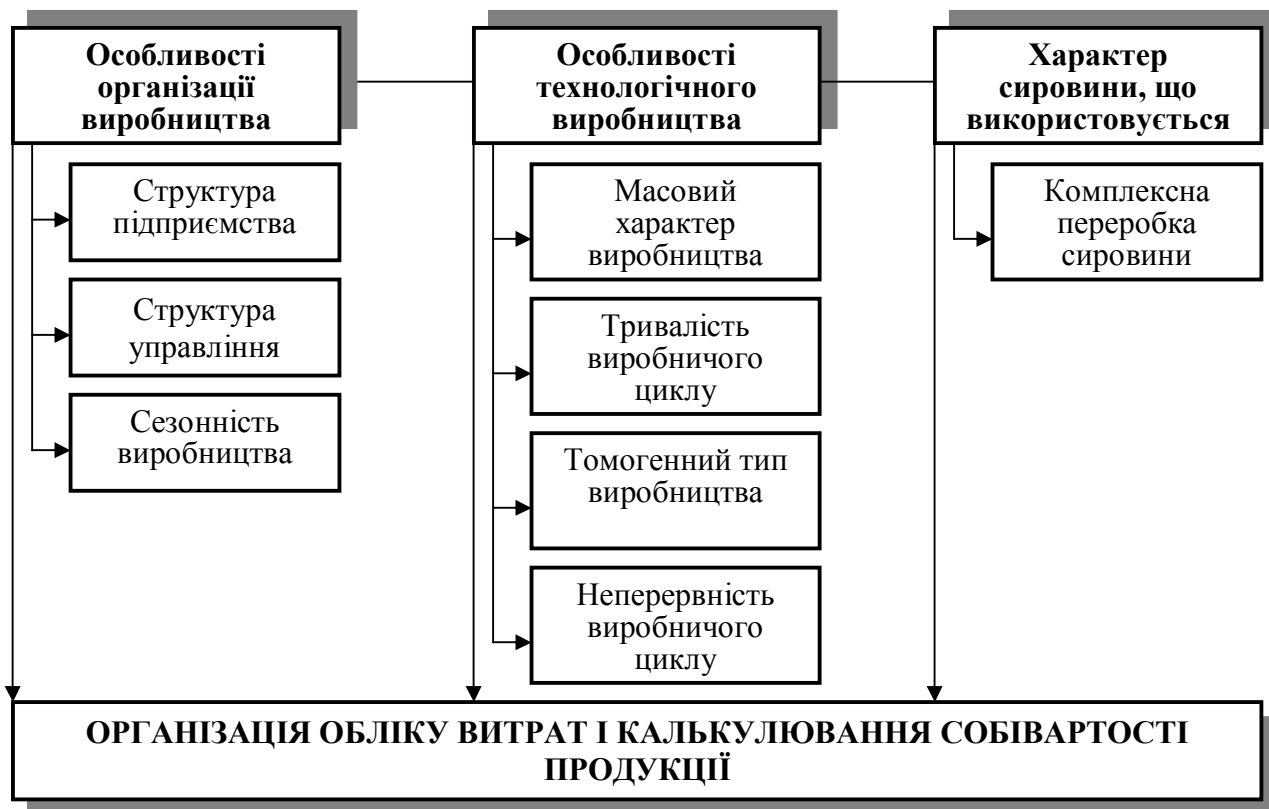 Особливості
організації
виробництва
Структура
підприємства
Структура
управління
Сезонність
виробництва
Особливості
технологічного
виробництва
Масовий
характер
виробництва
Тривалість
виробничого
циклу
Томогенний тип
виробництва
Неперервність
виробничого
циклу
Характер
сировини, що
використовується
Комплексна
переробка
сировини
ОРГАНІЗАЦІЯ ОБЛІКУ ВИТРАТ І КАЛЬКУЛЮВАННЯ СОБІВАРТОСТІ
ПРОДУКЦІЇ